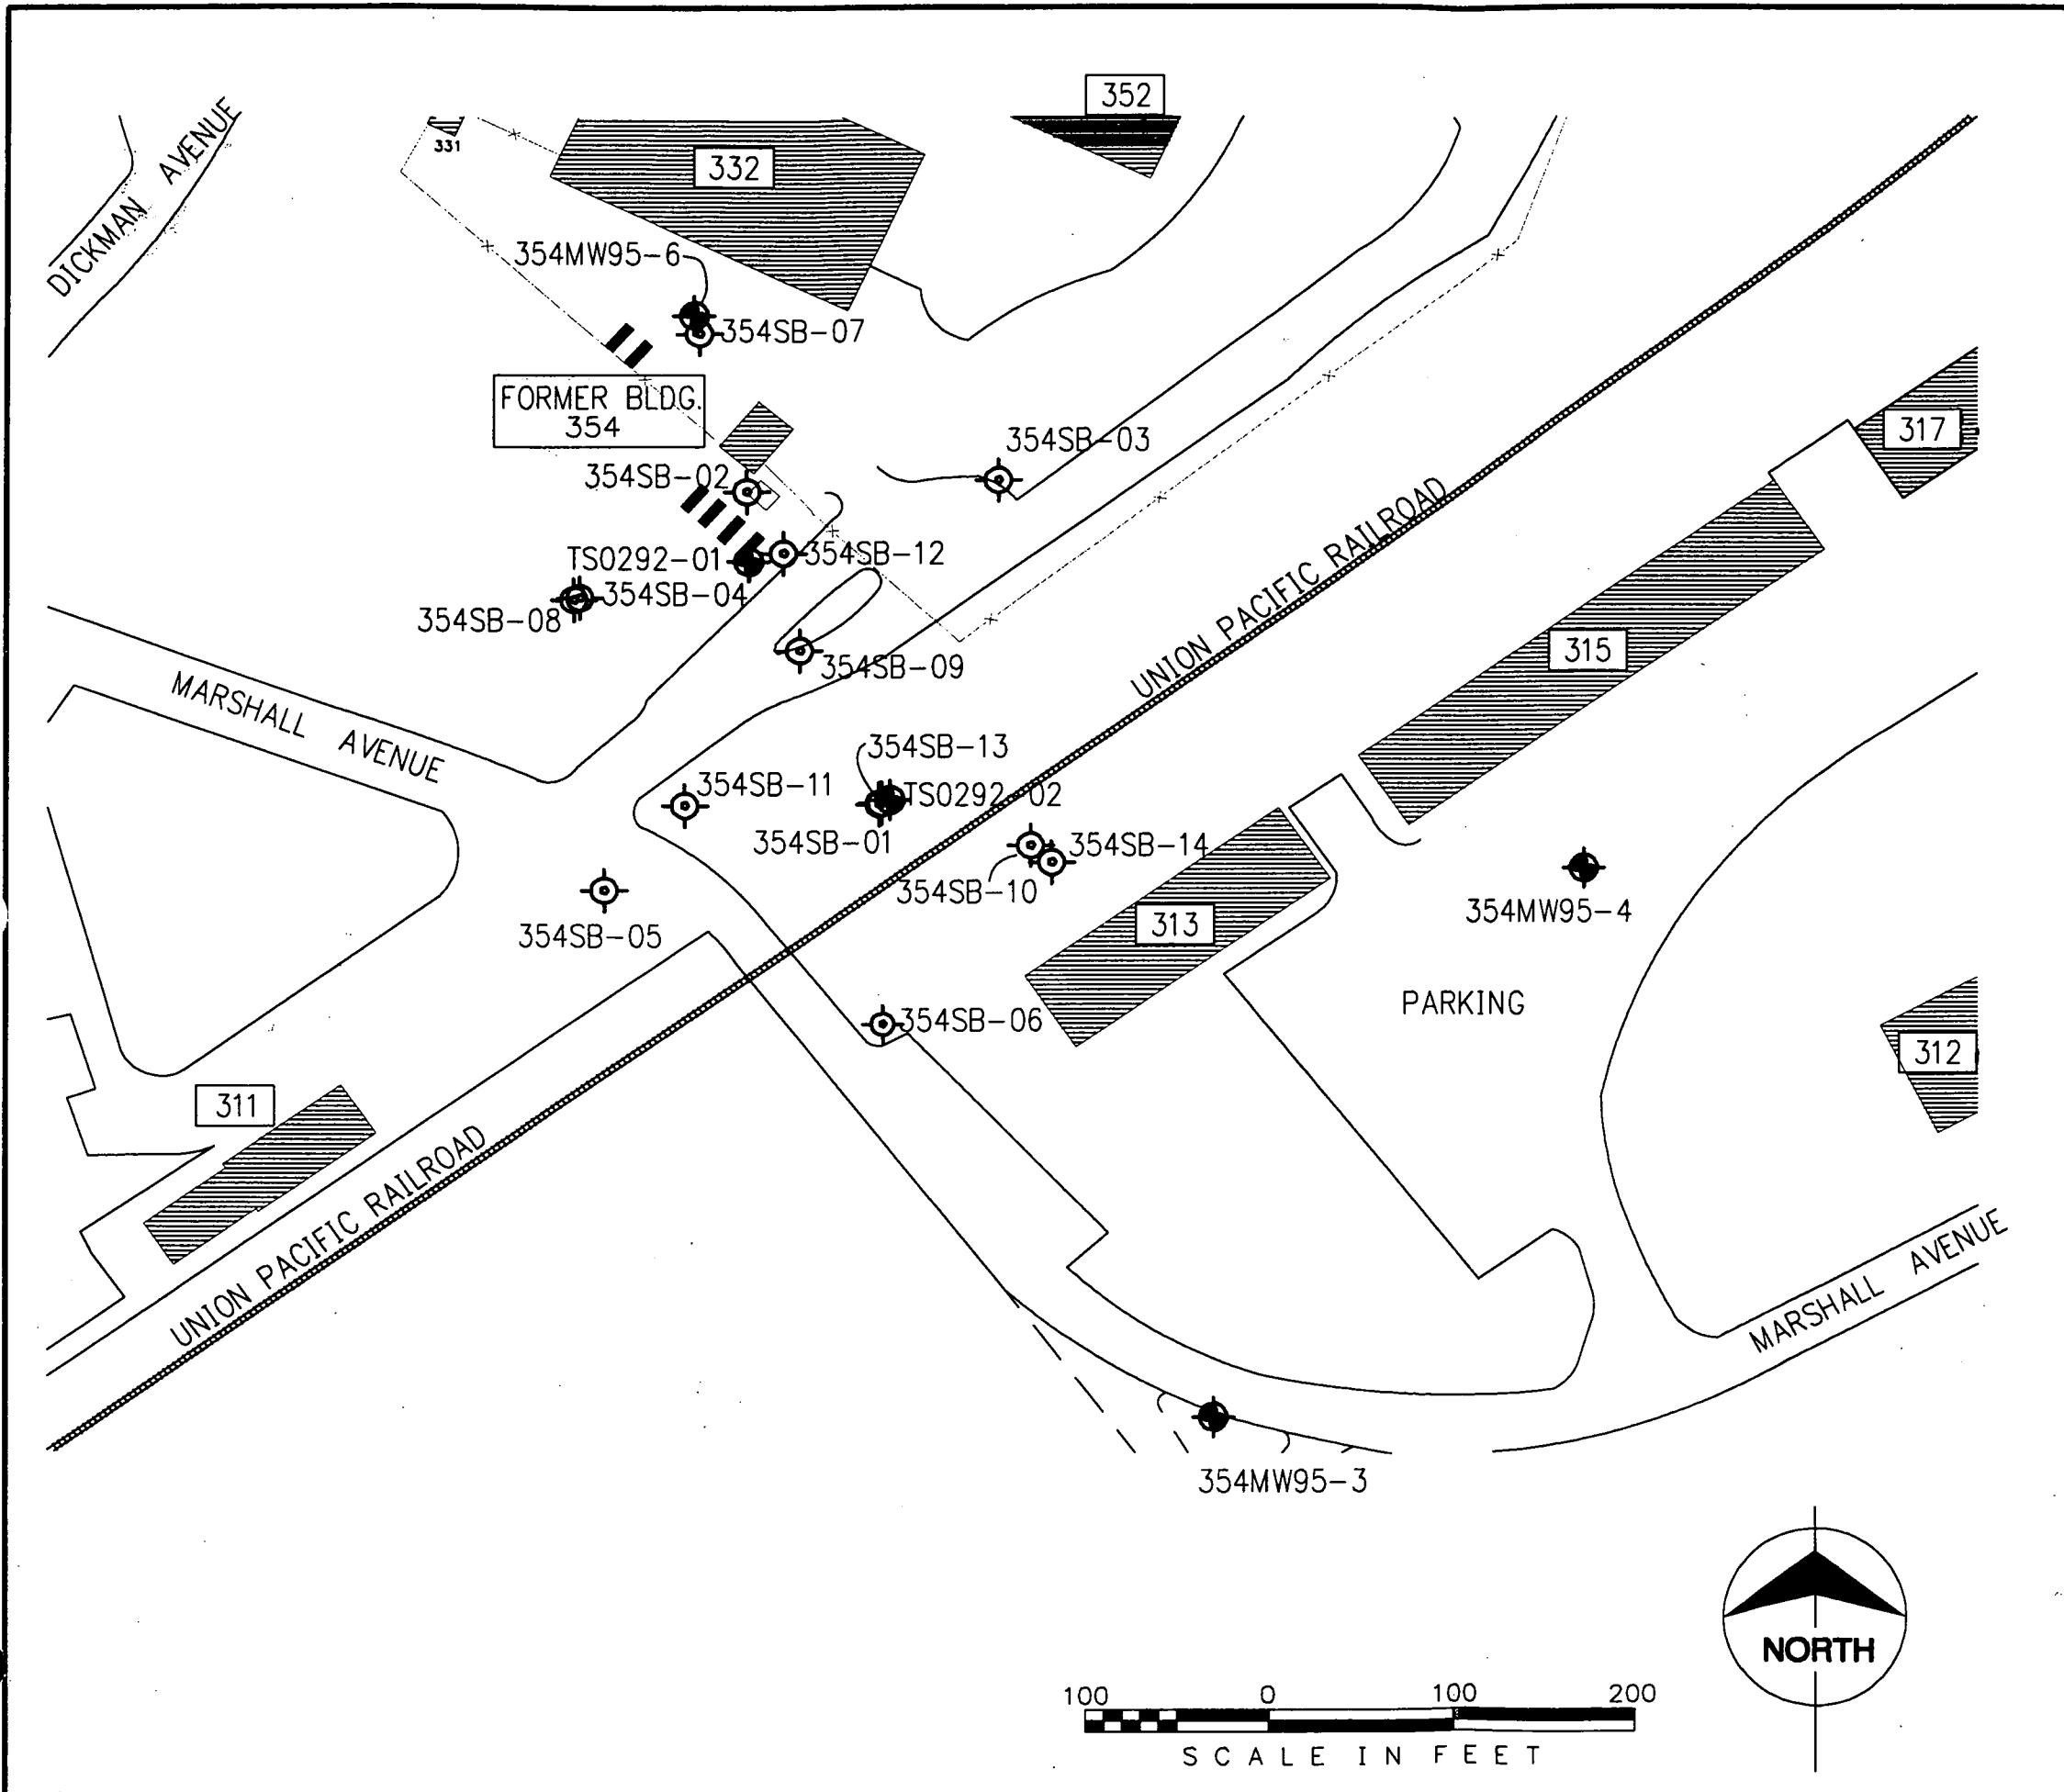 352
331
332
DICKMAN AVENUE
354MW95-6
354SB-07
FORMER BLDG.
354
317
354SB-03
354SB-02
UNION PACIFIC RAILROAD
TS0292-01
354SB-12
354SB-04
354SB-08
315
354SB-09
MARSHALL AVENUE
354SB-13
354SB-11
TS0292-02
354SB-01
354SB-14
354SB-10
313
354MW95-4
354SB-05
PARKING
354SB-06
312
311
UNION PACIFIC RAILROAD
MARSHALL AVENUE
354MW95-3
NORTH
100 0 100 200
SCALE IN FEET